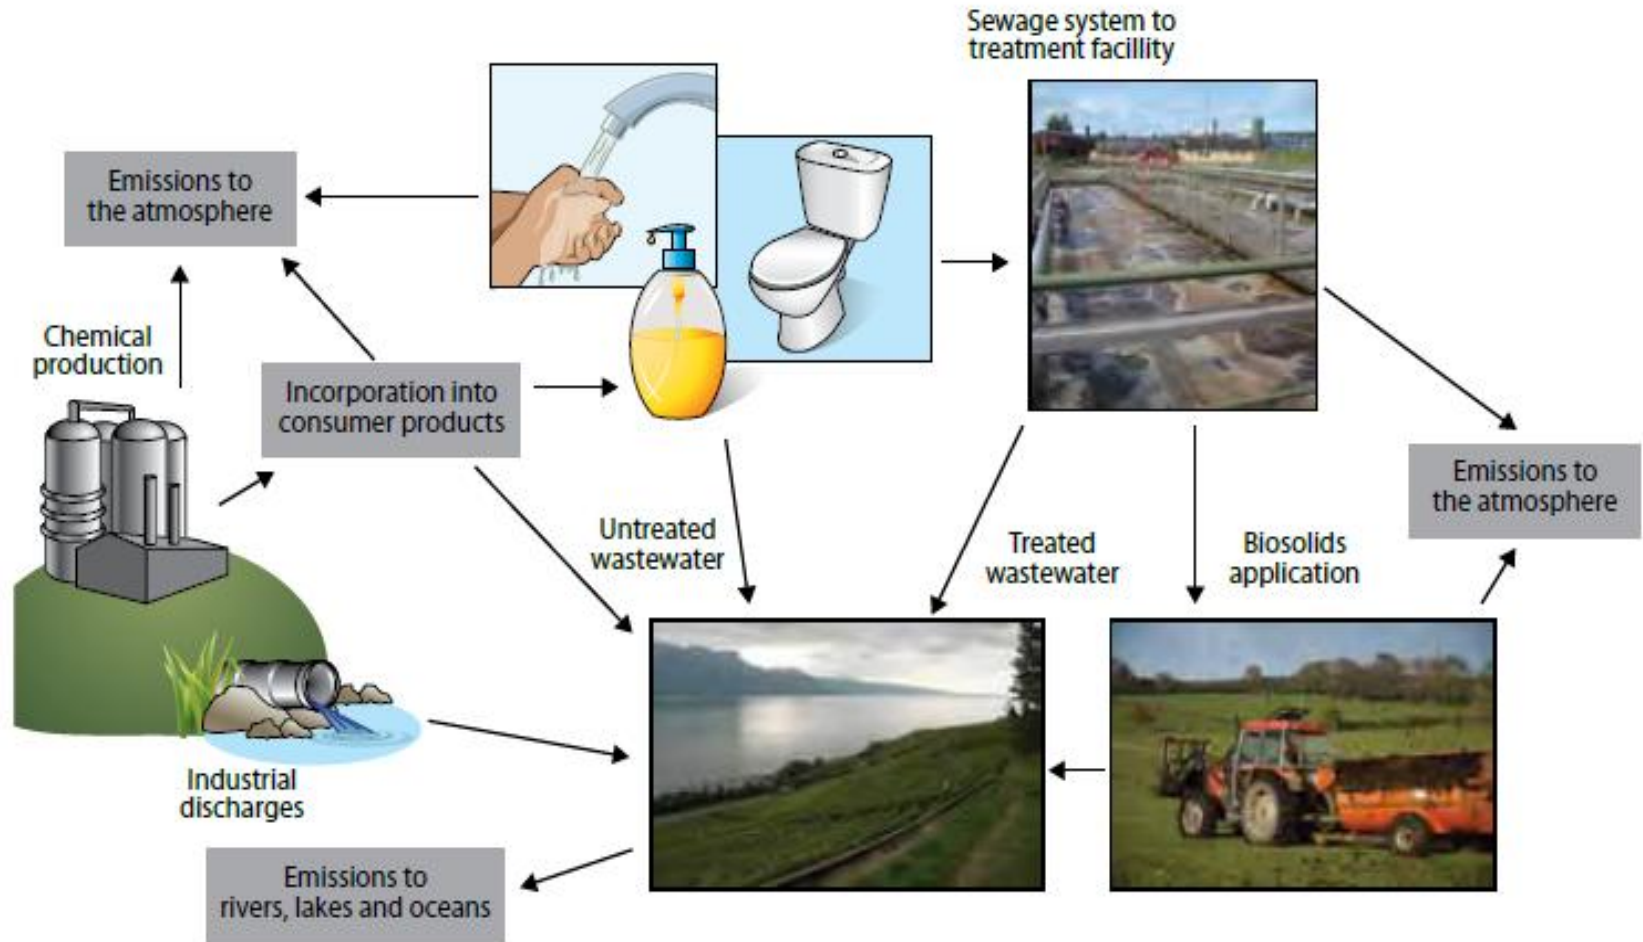 Sewage system to
treatment facillity
Emissions to
the atmosphere
Chemical
production
Incorporation into
consumer products
Untreated
wastewater
Treated
wastewater
Biosolids
application
Emissions to
the atmosphere
Industrial
discharges
Emissions to
rivers, lakes and oceans